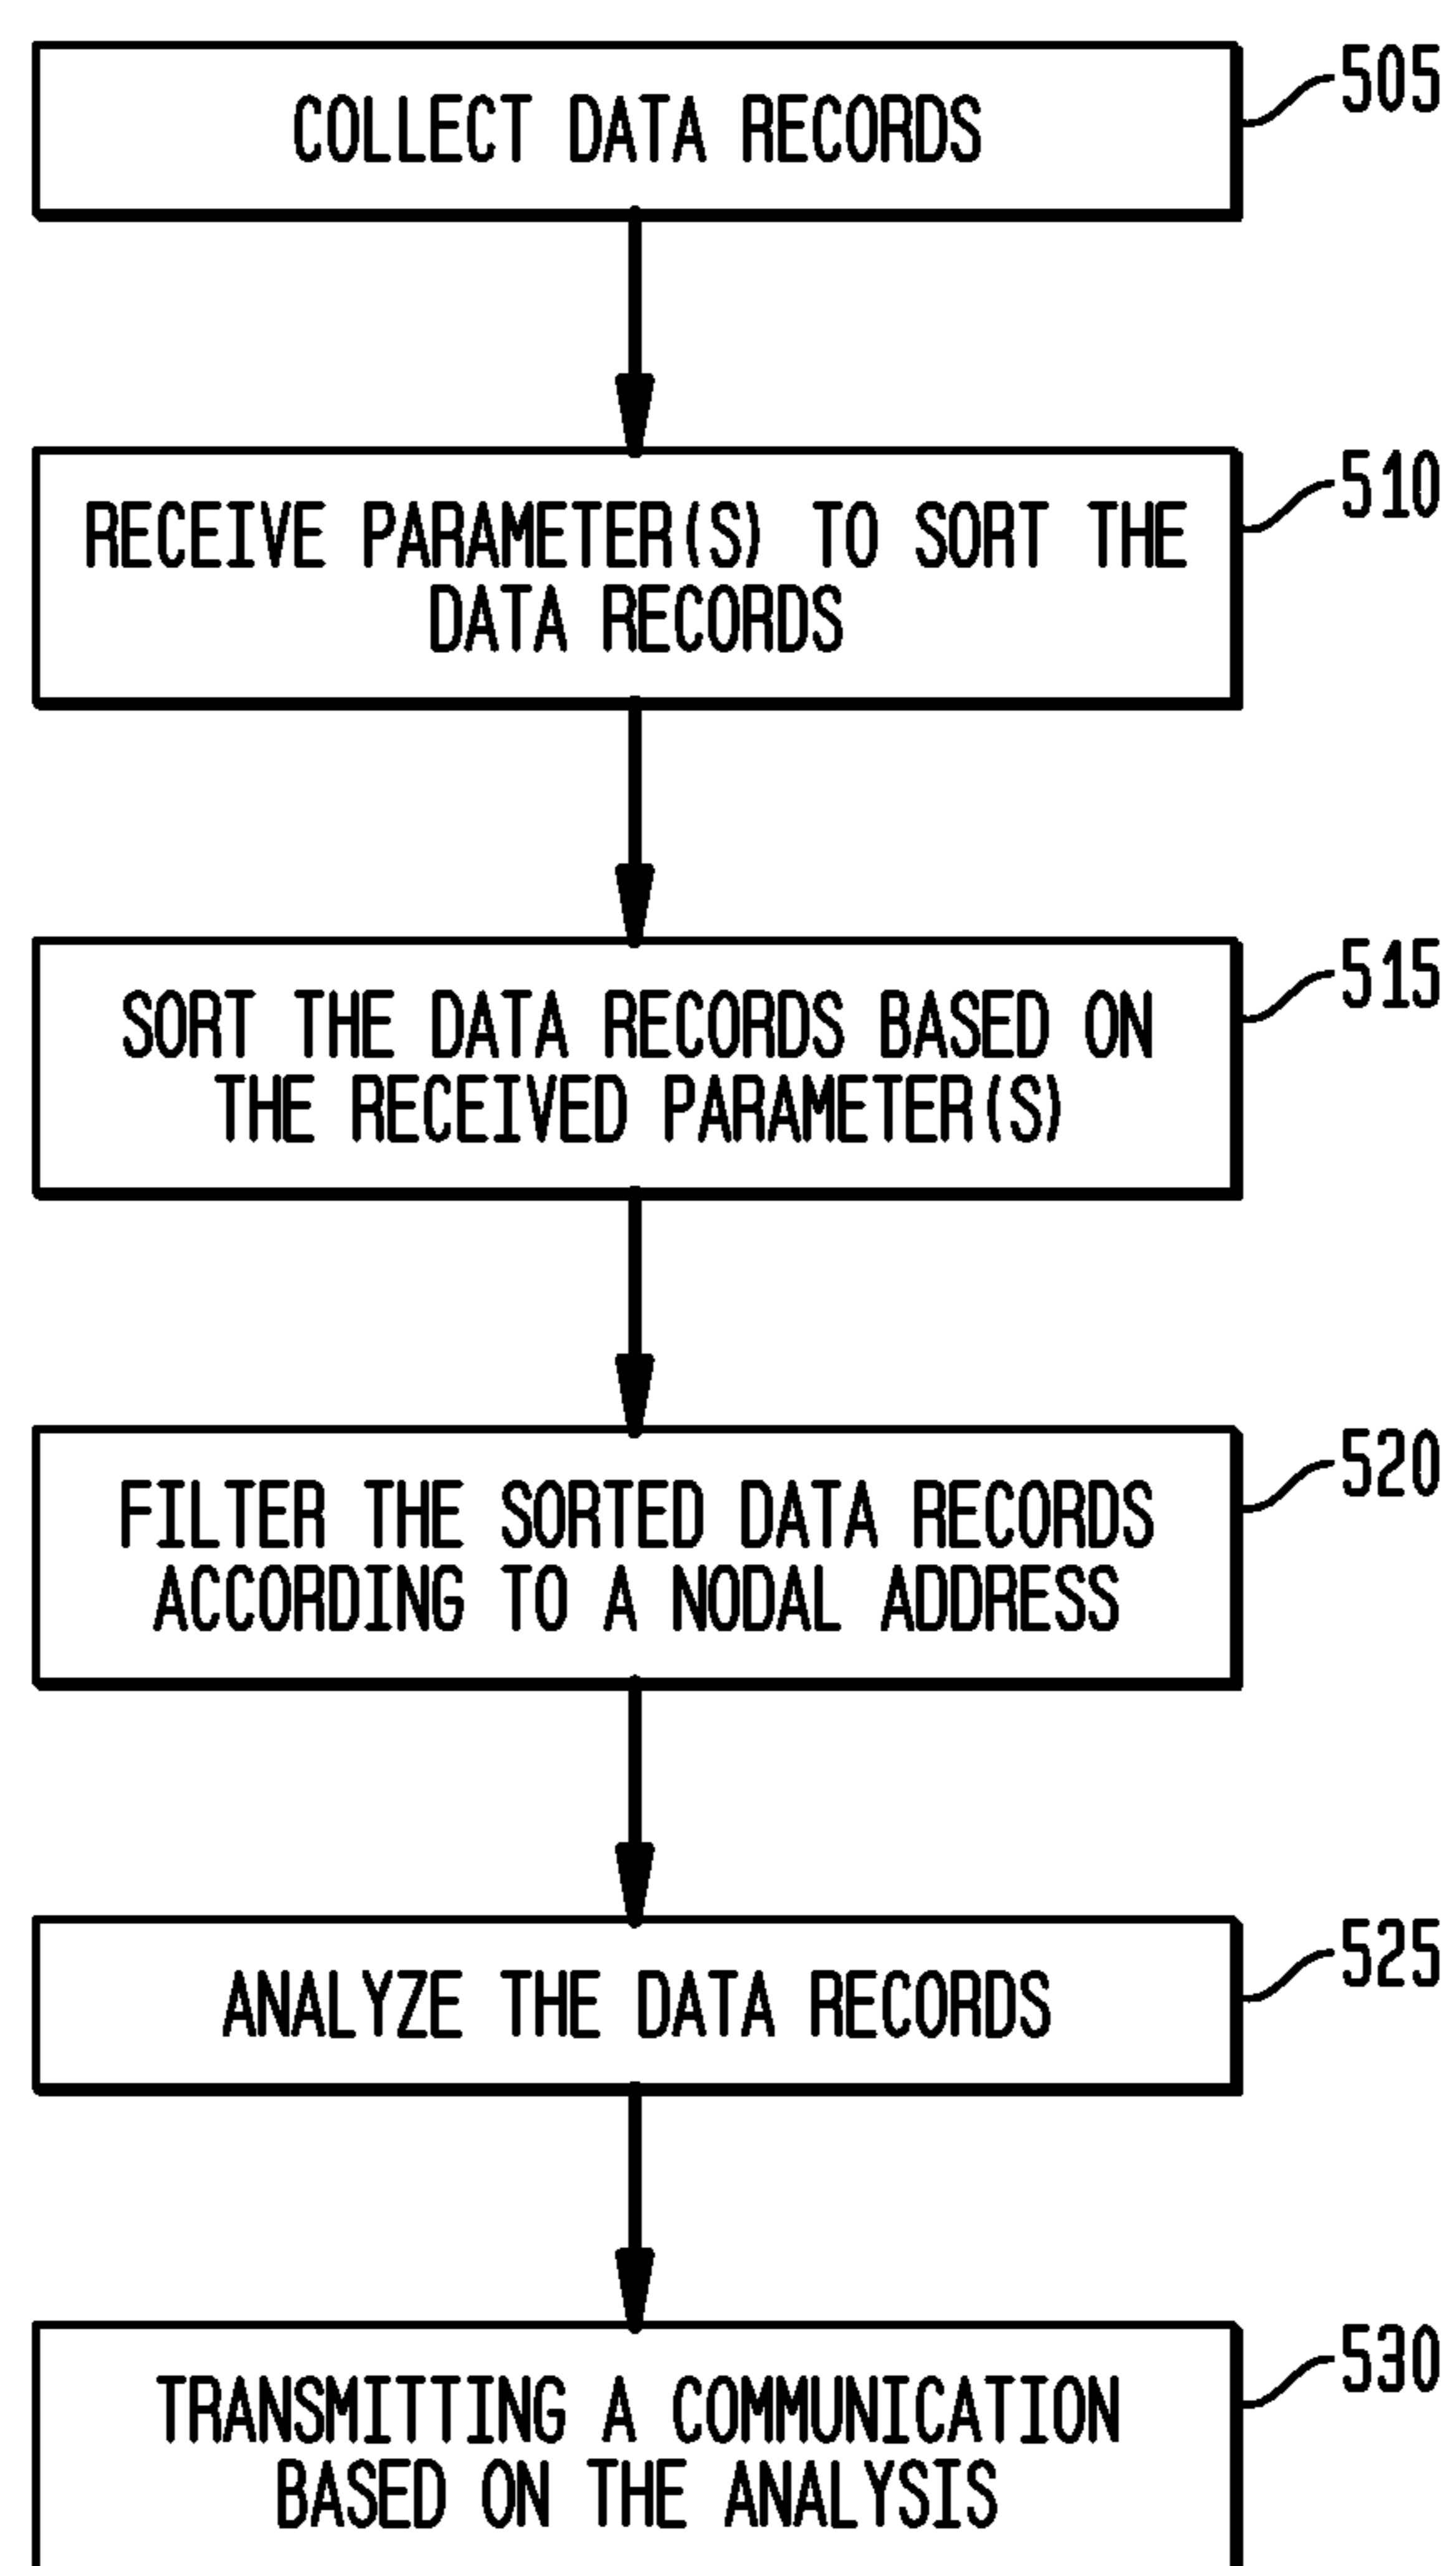 COLLECT DATA RECORDS
505
RECEIVE PARAMETER(S) TO SORT THE
DATA RECORDS
510
SORT THE DATA RECORDS BASED ON
THE RECEIVED PARAMETER(S)
515
FILTER THE SORTED DATA RECORDS
ACCORDING TO A NODAL ADDRESS
520
ANALYZE THE DATA RECORDS
525
TRANSMITTING A COMMUNICATION
BASED ON THE ANALYSIS
530